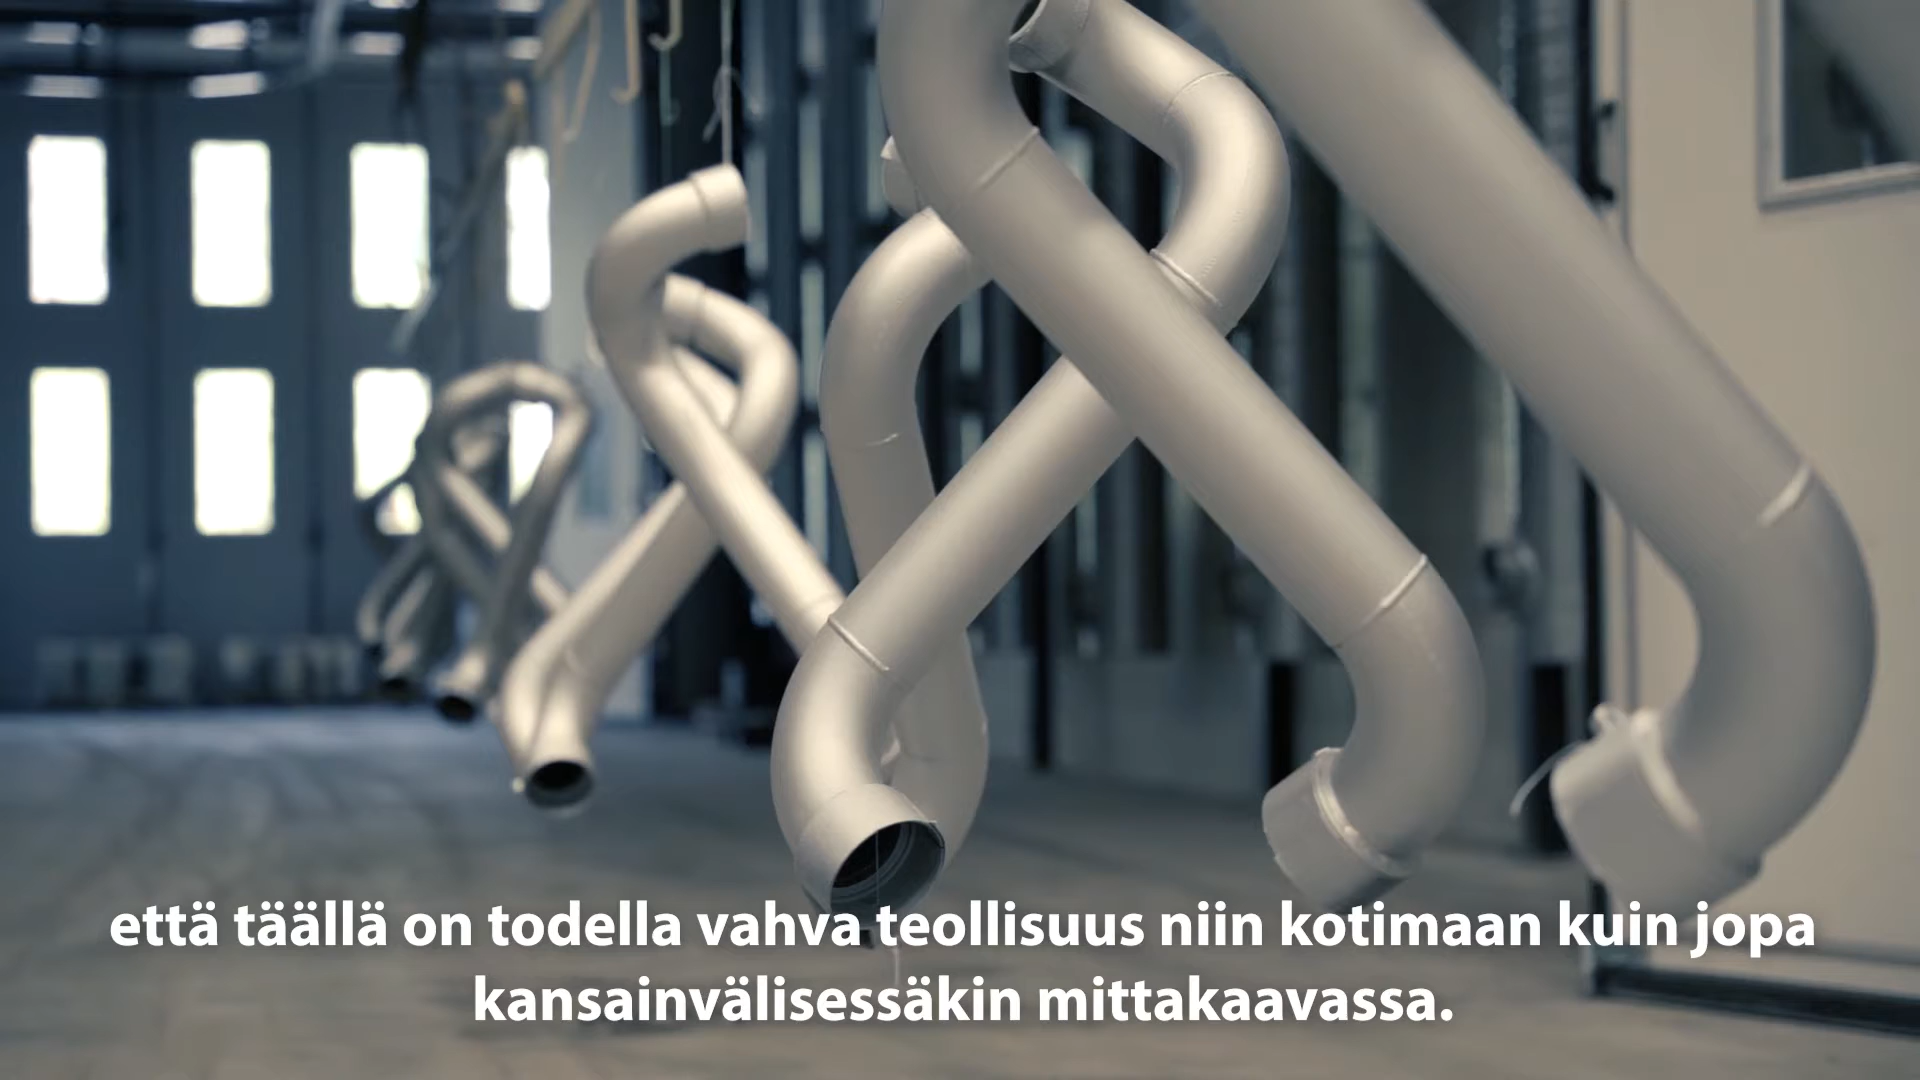 että täällä on todella vahva teollisuus niin kotimaan kuin jopa
kansainvälisessäkin mittakaavassa.